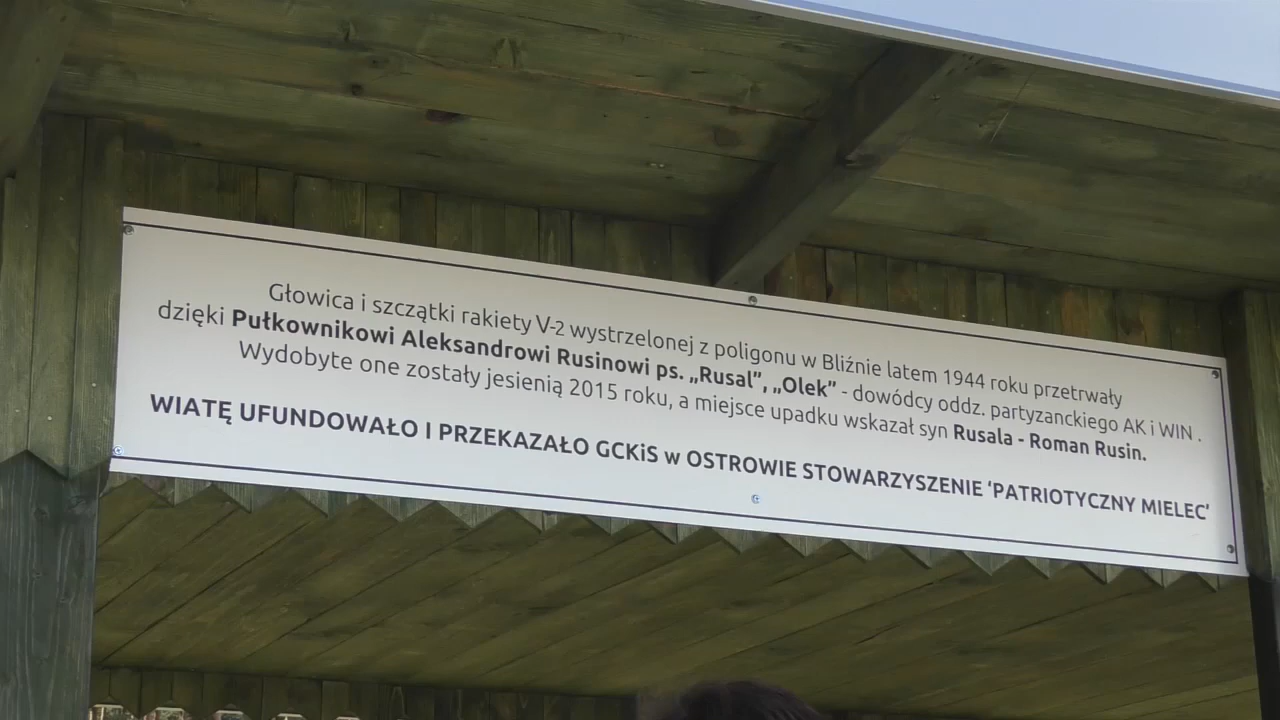 Głowica i szczątki rakiety V-2 wystrzelonej z poligonu w Bliźnie latem 1944 roku przetrwały
dzięki Pułkownikowi Aleksandrowi Rusinowi ps. „Rusal”, „Olek” - dowódcy oddz. partyzanckiego AK i WIN .
Wydobyte one zostały jesienią 2015 roku, a miejsce upadku wskazał syn Rusala - Roman Rusin.
WIATĘ UFUNDOWAŁO I PRZEKAZAŁO GCKiS w OSTROWIE STOWARZYSZENIE ‘PATRIOTYCZNY MIELEC’